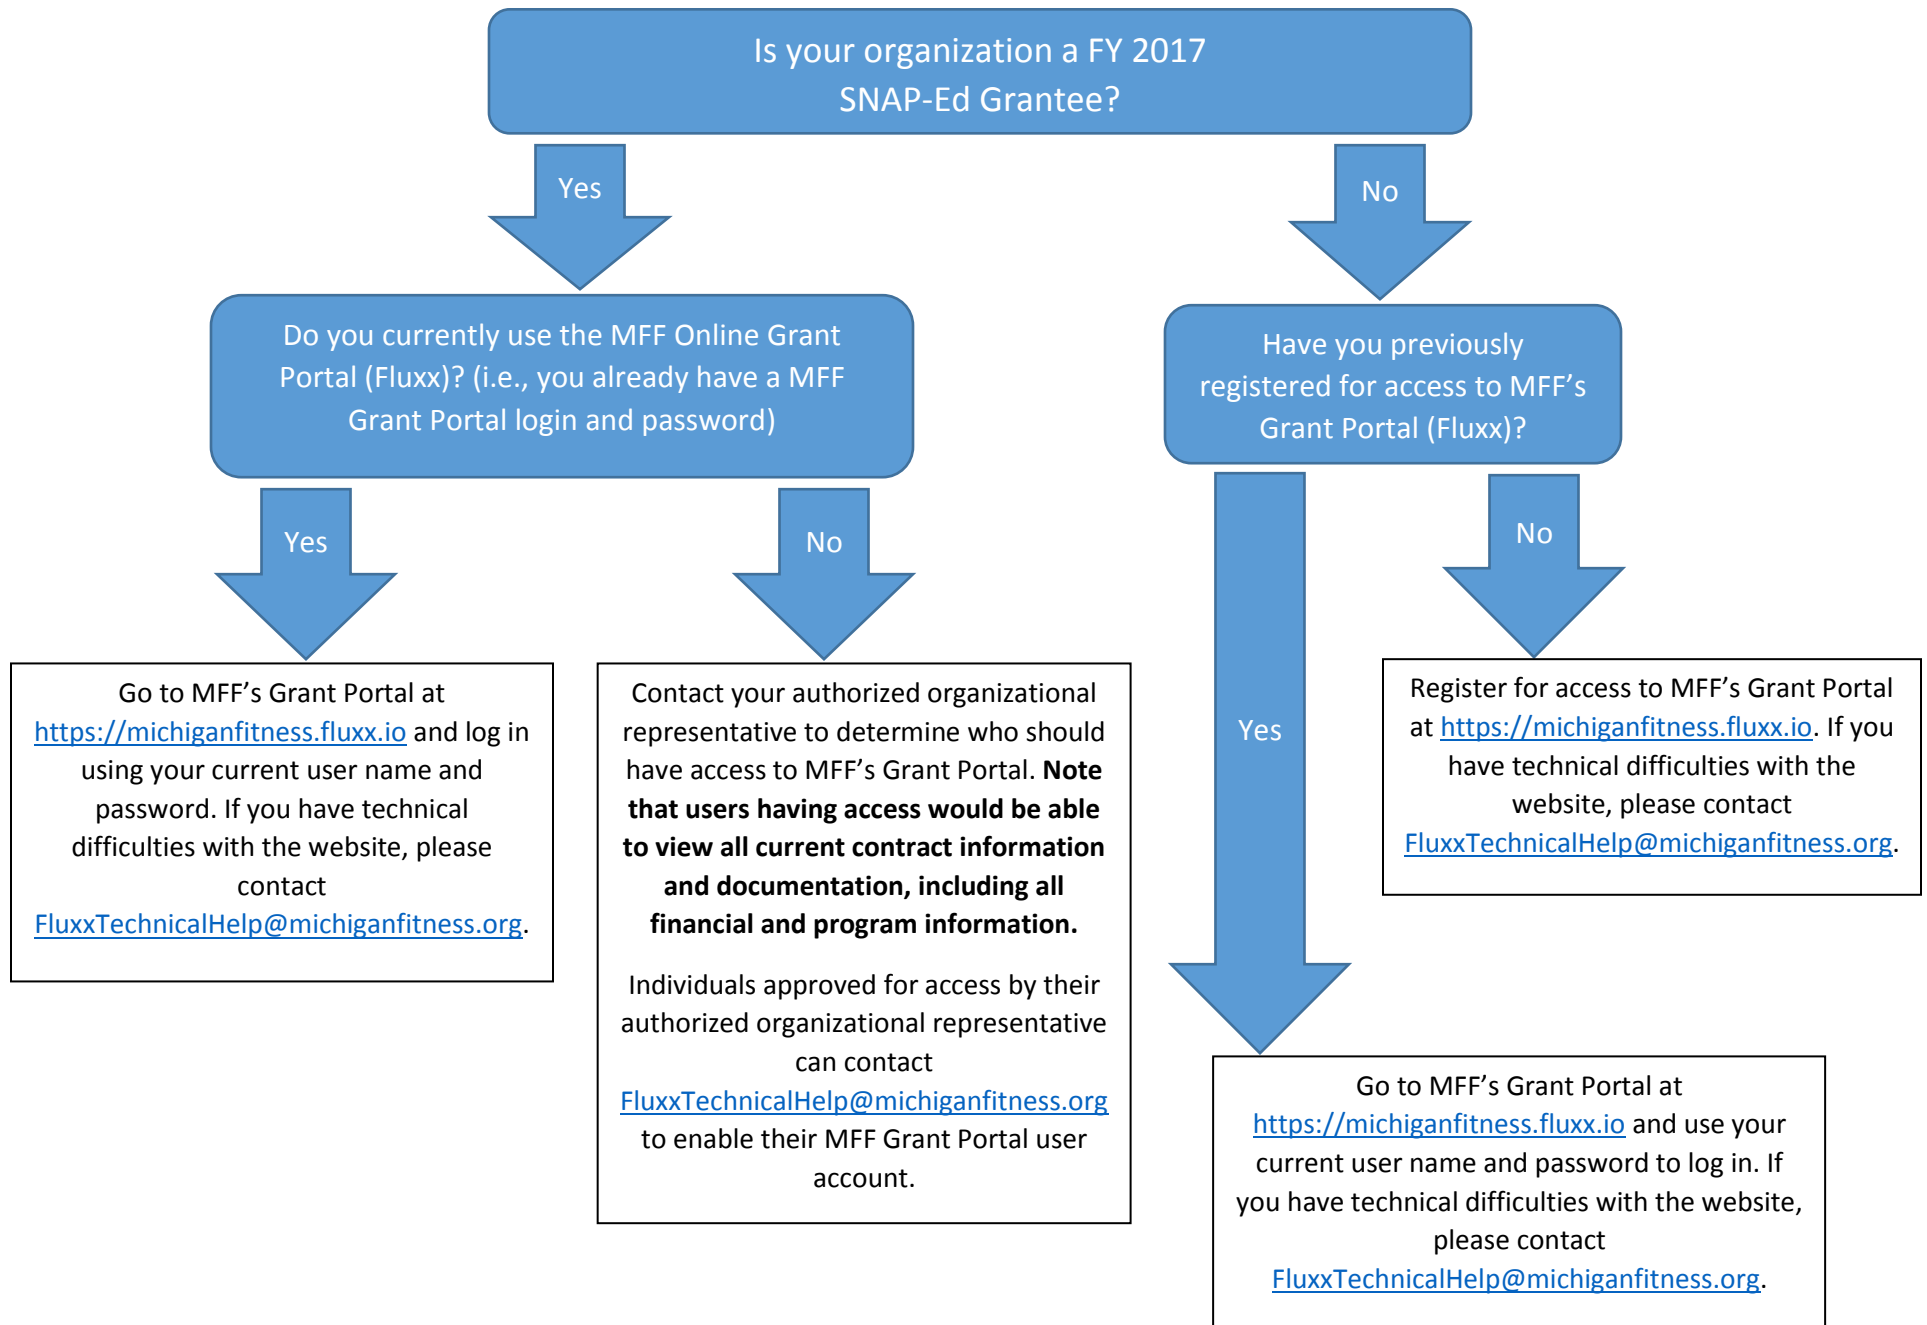 Is your organization a FY 2017
SNAP-Ed Grantee?
Yes
No
Do you currently use the MFF Online Grant
Portal (Fluxx)? (i.e., you already have a MFF
Grant Portal login and password)
Have you previously
registered for access to MFF’s
Grant Portal (Fluxx)?
Yes
No
Yes
No
Go to MFF’s Grant Portal at
https://michiganfitness.fluxx.io and log in
using your current user name and
password. If you have technical
difficulties with the website, please
contact
FluxxTechnicalHelp@michiganfitness.org.
Contact your authorized organizational
representative to determine who should
have access to MFF’s Grant Portal. Note
that users having access would be able
to view all current contract information
and documentation, including all
financial and program information.
Individuals approved for access by their
authorized organizational representative
can contact
FluxxTechnicalHelp@michiganfitness.org
to enable their MFF Grant Portal user
account.
Register for access to MFF’s Grant Portal
at https://michiganfitness.fluxx.io. If you
have technical difficulties with the
website, please contact
FluxxTechnicalHelp@michiganfitness.org.
Go to MFF’s Grant Portal at
https://michiganfitness.fluxx.io and use your
current user name and password to log in. If
you have technical difficulties with the website,
please contact
FluxxTechnicalHelp@michiganfitness.org.